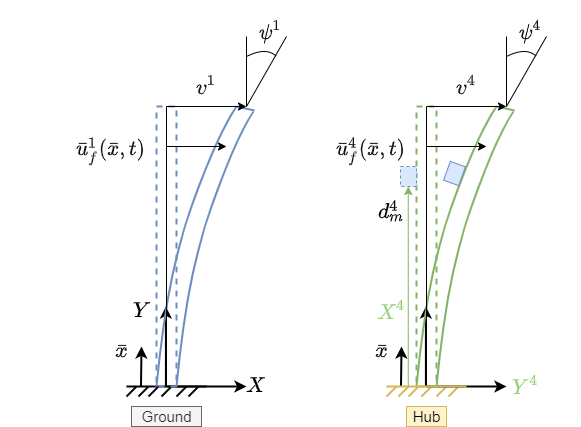 ψ¹
v¹
ū¹_f(x̄, t)
Y
x̄
X
Ground
ψ⁴
v⁴
ū⁴_f(x̄, t)
d⁴_m
X⁴
x̄
Y⁴
Hub